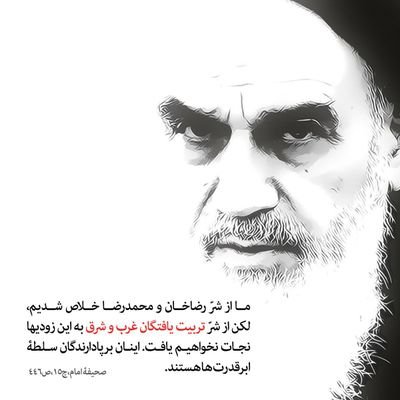 ما از شرّ رضاخان و محمدرضا خلاص شدیم،
لکن از شرّ تربیت یافتگان غرب و شرق به این زودیها
نجات نخواهیم یافت. اینان برپادارندگان سلطهٔ
ابرقدرت‌ها هستند.
صحیفهٔ امام، ج۱۵، ص۴۴۶